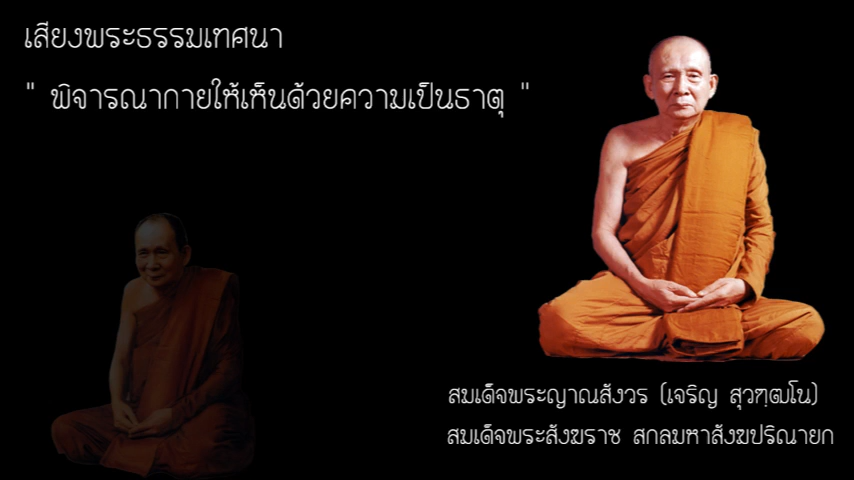 เสียงพระธรรมเทศนา
" พิจารณากายให้เห็นด้วยความเป็นธาตุ "
สมเด็จพระญาณสังวร (เจริญ สุวฑฺฒโน)
สมเด็จพระสังฆราช สกลมหาสังฆปริณายก